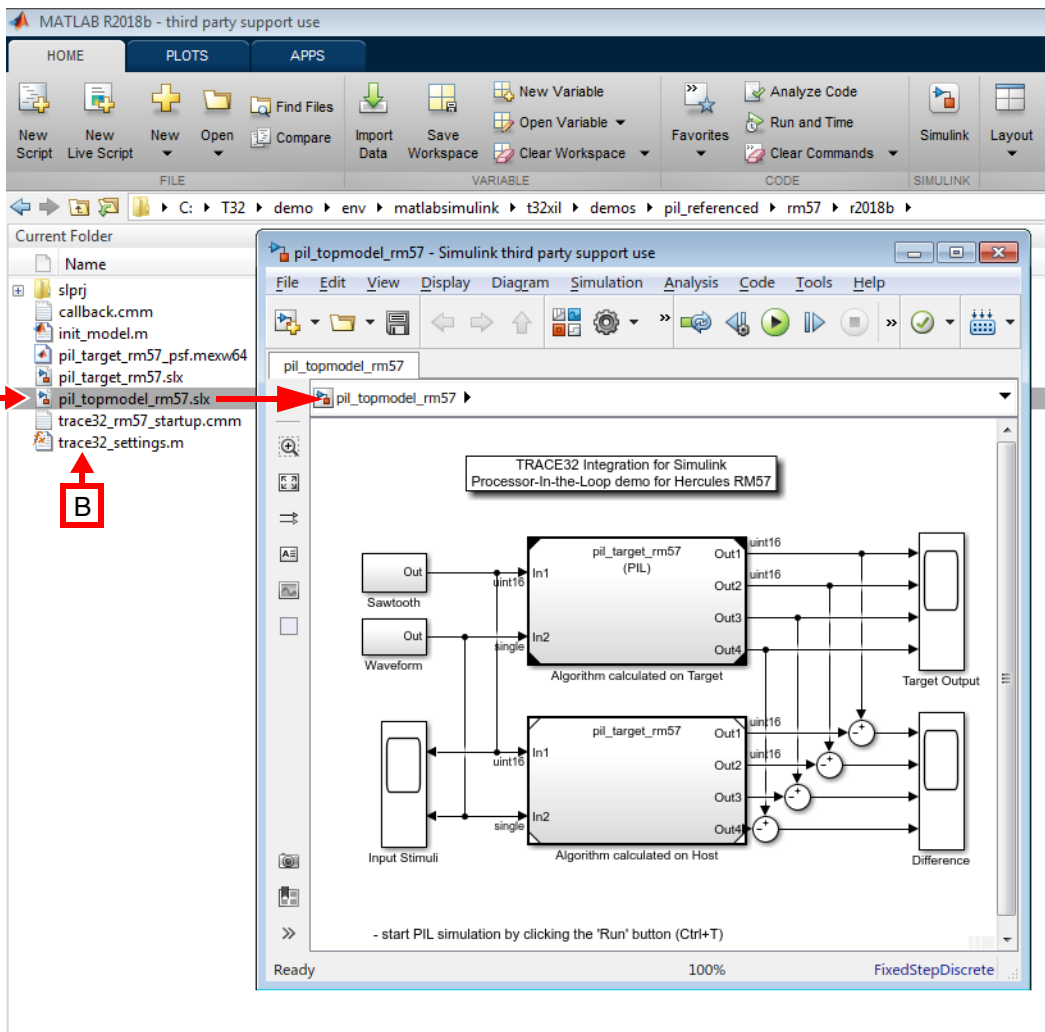 MATLAB R2018b - third party support use
HOME PLOTS APPS
New Script
New Live Script
New
Open
Find Files
Compare
Import Data
Save Workspace
New Variable
Open Variable
Clear Workspace
Favorites
Analyze Code
Run and Time
Clear Commands
Simulink
Layout
FILE VARIABLE CODE SIMULINK
C: T32 demo env matlabsimulink t32xil demos pil_referenced rm57 r2018b
Current Folder
Name
slprj
callback.cmm
init_model.m
pil_target_rm57_psf.mexw64
pil_target_rm57.slx
pil_topmodel_rm57.slx
trace32_rm57_startup.cmm
trace32_settings.m
B
pil_topmodel_rm57 - Simulink third party support use
File Edit View Display Diagram Simulation Analysis Code Tools Help
pil_topmodel_rm57
pil_topmodel_rm57
TRACE32 Integration for Simulink
Processor-In-the-Loop demo for Hercules RM57
Out
Sawtooth
Out
Waveform
uint16
single
In1
In2
pil_target_rm57
(PIL)
Out1
Out2
Out3
Out4
uint16
uint16
Algorithm calculated on Target
Target Output
Input Stimuli
uint16
single
In1
In2
pil_target_rm57
Out1
Out2
Out3
Out4
uint16
uint16
Algorithm calculated on Host
Difference
- start PIL simulation by clicking the 'Run' button (Ctrl+T)
Ready 100% FixedStepDiscrete